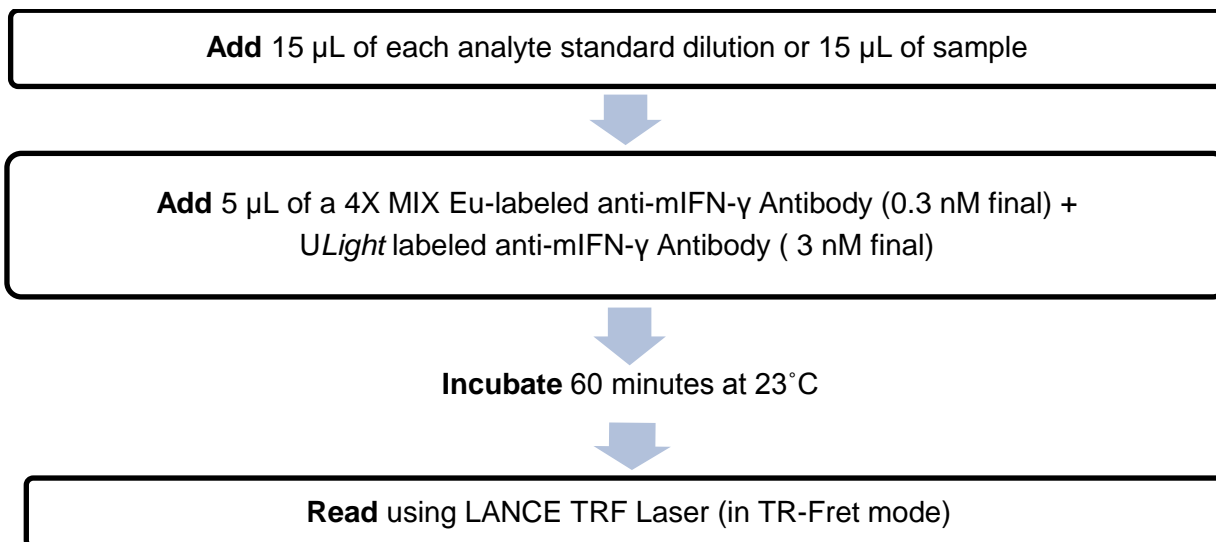 Add 15 µL of each analyte standard dilution or 15 µL of sample
Add 5 µL of a 4X MIX Eu-labeled anti-mIFN-γ Antibody (0.3 nM final) +
ULight labeled anti-mIFN-γ Antibody ( 3 nM final)
Incubate 60 minutes at 23˚C
Read using LANCE TRF Laser (in TR-Fret mode)